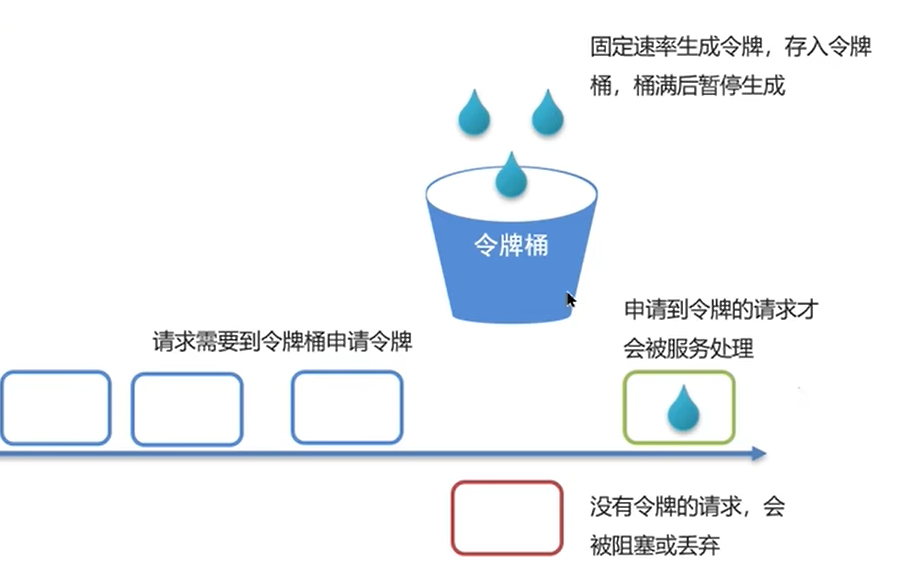 固定速率生成令牌，存入令牌
桶，桶满后暂停生成
令牌桶
申请到令牌的请求才
会被服务处理
请求需要到令牌桶申请令牌
没有令牌的请求，会
被阻塞或丢弃